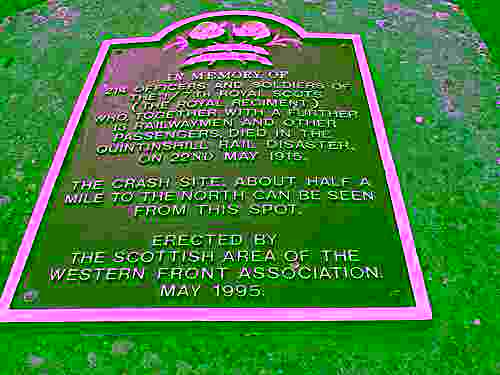 IN MEMORY OF
214 OFFICERS AND SOLDIERS OF
THE 1/7TH ROYAL SCOTS
(THE ROYAL REGIMENT)
WHO, TOGETHER WITH A FURTHER
13 RAILWAYMEN AND OTHER
PASSENGERS, DIED IN THE
QUINTINSHILL RAIL DISASTER,
ON 22ND MAY 1915.
THE CRASH SITE, ABOUT HALF A
MILE TO THE NORTH CAN BE SEEN
FROM THIS SPOT.
ERECTED BY
THE SCOTTISH AREA OF THE
WESTERN FRONT ASSOCIATION.
MAY 1995.